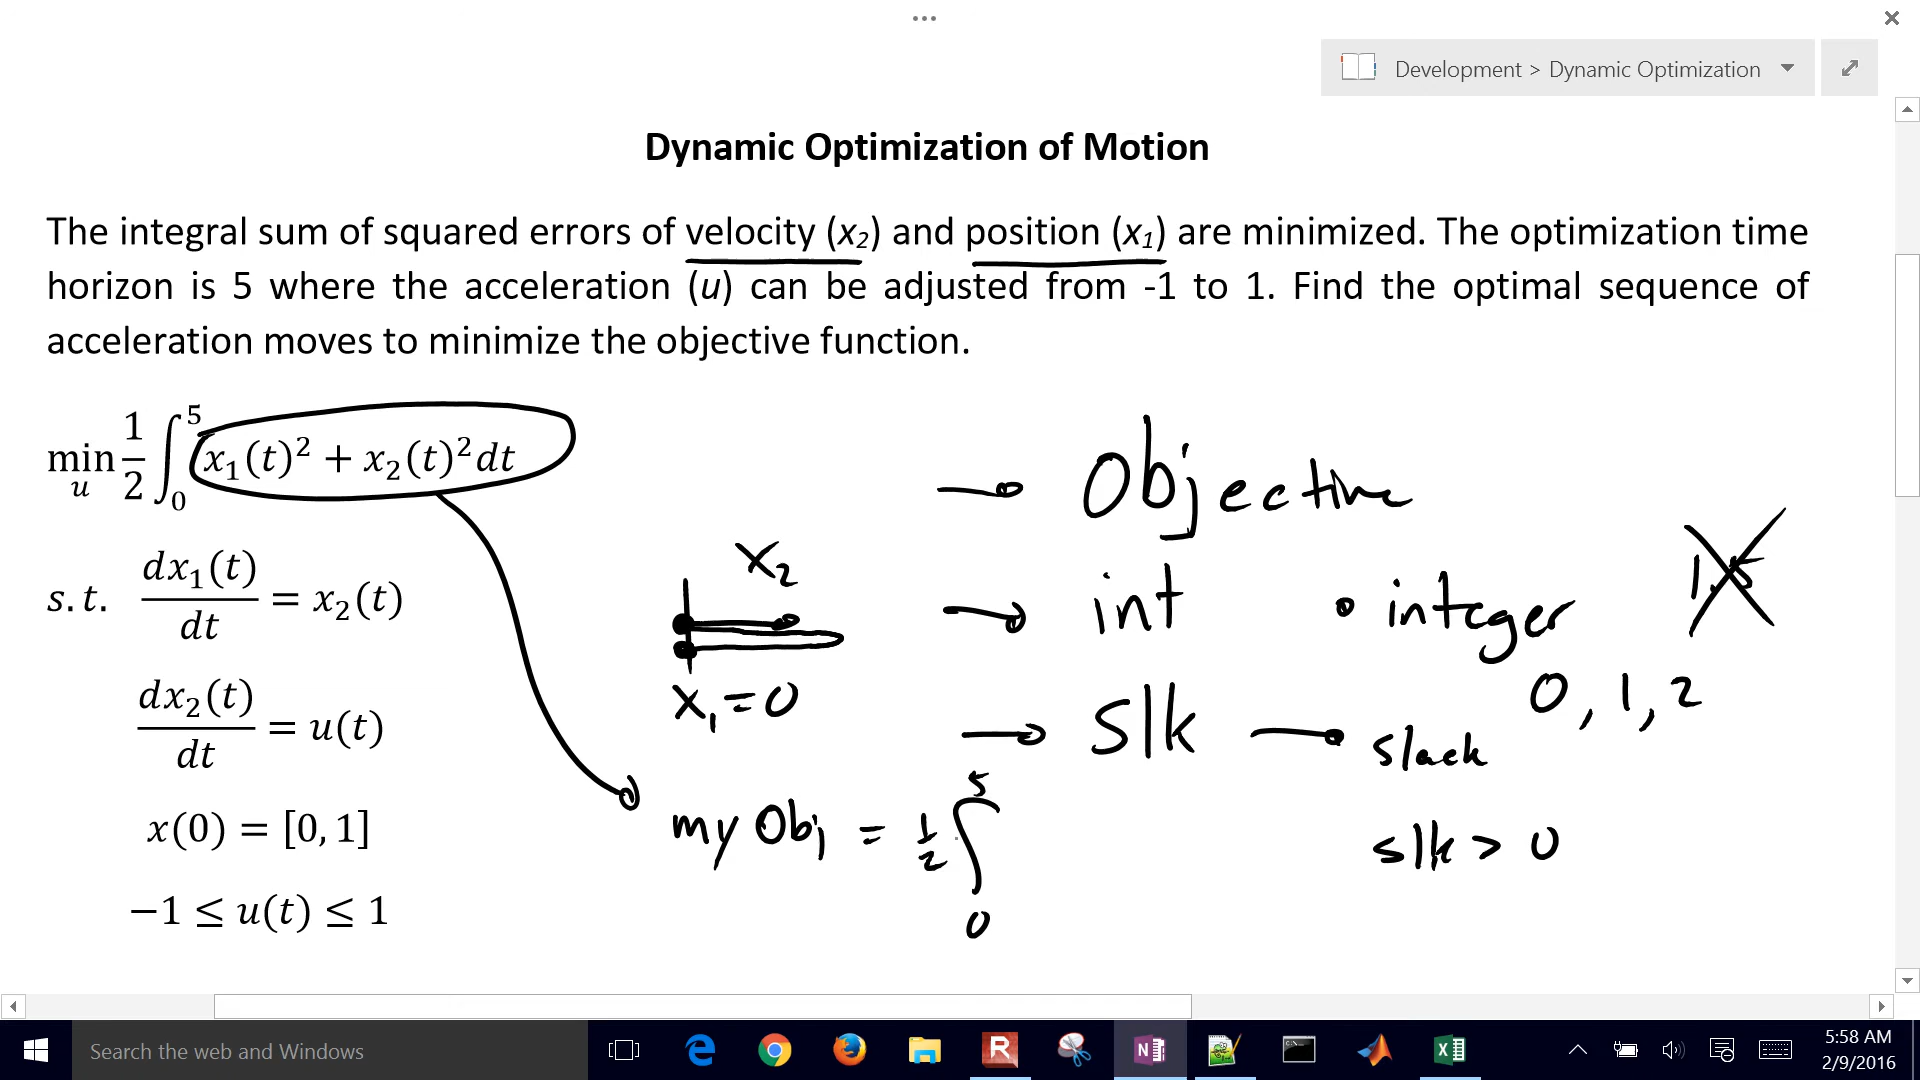 Development > Dynamic Optimization
Dynamic Optimization of Motion
The integral sum of squared errors of velocity (x₂) and position (x₁) are minimized. The optimization time
horizon is 5 where the acceleration (u) can be adjusted from -1 to 1. Find the optimal sequence of
acceleration moves to minimize the objective function.
min_u 1/2 ∫₀⁵ x₁(t)² + x₂(t)² dt
s.t. dx₁(t)/dt = x₂(t)
dx₂(t)/dt = u(t)
x(0) = [0,1]
−1 ≤ u(t) ≤ 1
Objective
x₂
int • integer
1.5
0, 1, 2
x₁=0
slk
slack
my Obj = 1/2 ∫₀⁵
slk > 0
Search the web and Windows
5:58 AM
2/9/2016